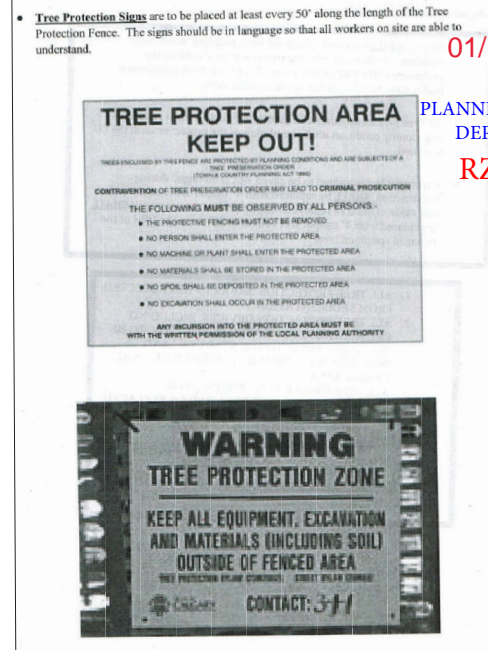 • Tree Protection Signs are to be placed at least every 50' along the length of the Tree
Protection Fence. The signs should be in language so that all workers on site are able to
understand.
01/
PLANN
DEP
RZ
TREE PROTECTION AREA
KEEP OUT!
TREES ENCLOSED BY THIS FENCE ARE PROTECTED BY PLANNING CONDITIONS AND ARE SUBJECTS OF A
TREE PRESERVATION ORDER
(TOWN & COUNTRY PLANNING ACT 1990)
CONTRAVENTION OF TREE PRESERVATION ORDER MAY LEAD TO CRIMINAL PROSECUTION
THE FOLLOWING MUST BE OBSERVED BY ALL PERSONS:-
• THE PROTECTIVE FENCING MUST NOT BE REMOVED
• NO PERSON SHALL ENTER THE PROTECTED AREA
• NO MACHINE OR PLANT SHALL ENTER THE PROTECTED AREA
• NO MATERIALS SHALL BE STORED IN THE PROTECTED AREA
• NO SPOIL SHALL BE DEPOSITED IN THE PROTECTED AREA
• NO EXCAVATION SHALL OCCUR IN THE PROTECTED AREA
ANY INCURSION INTO THE PROTECTED AREA MUST BE
WITH THE WRITTEN PERMISSION OF THE LOCAL PLANNING AUTHORITY
WARNING
TREE PROTECTION ZONE
KEEP ALL EQUIPMENT, EXCAVATION
AND MATERIALS (INCLUDING SOIL)
OUTSIDE OF FENCED AREA
TREE PROTECTION BYLAW
CALGARY CONTACT: 311